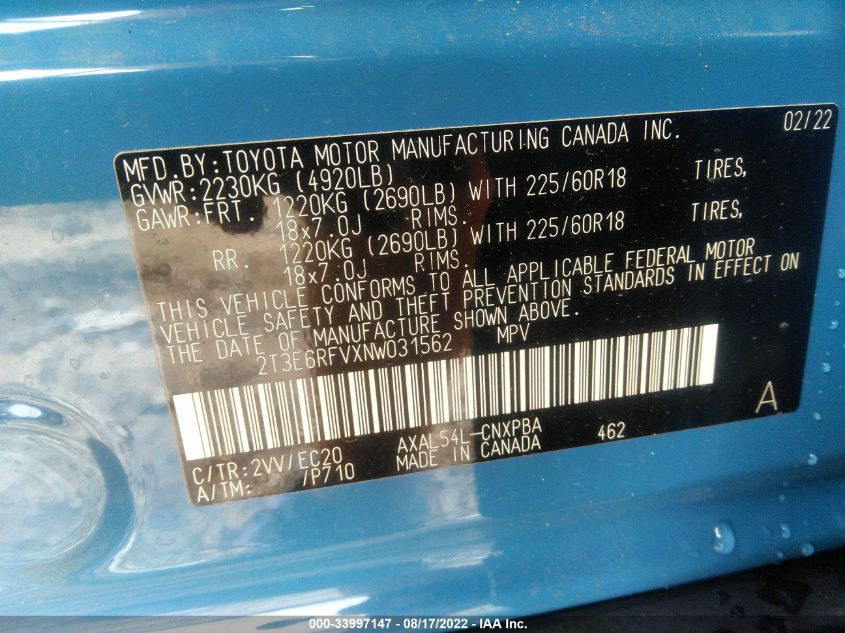 02/22
MFD.BY:TOYOTA MOTOR MANUFACTURING CANADA INC.
GVWR:2230KG (4920LB)
GAWR:FRT. 1220KG (2690LB) WITH 225/60R18 TIRES,
18x7.0J RIMS.
RR. 1220KG (2690LB) WITH 225/60R18 TIRES,
18x7.0J RIMS.
THIS VEHICLE CONFORMS TO ALL APPLICABLE FEDERAL MOTOR
VEHICLE SAFETY AND THEFT PREVENTION STANDARDS IN EFFECT ON
THE DATE OF MANUFACTURE SHOWN ABOVE.
2T3E6RFVXNW031562 MPV
A
C/TR:2VV/EC20 AXAL54L-CNXPBA 462
A/TM: /P710 MADE IN CANADA
000-33997147 - 08/17/2022 - IAA Inc.